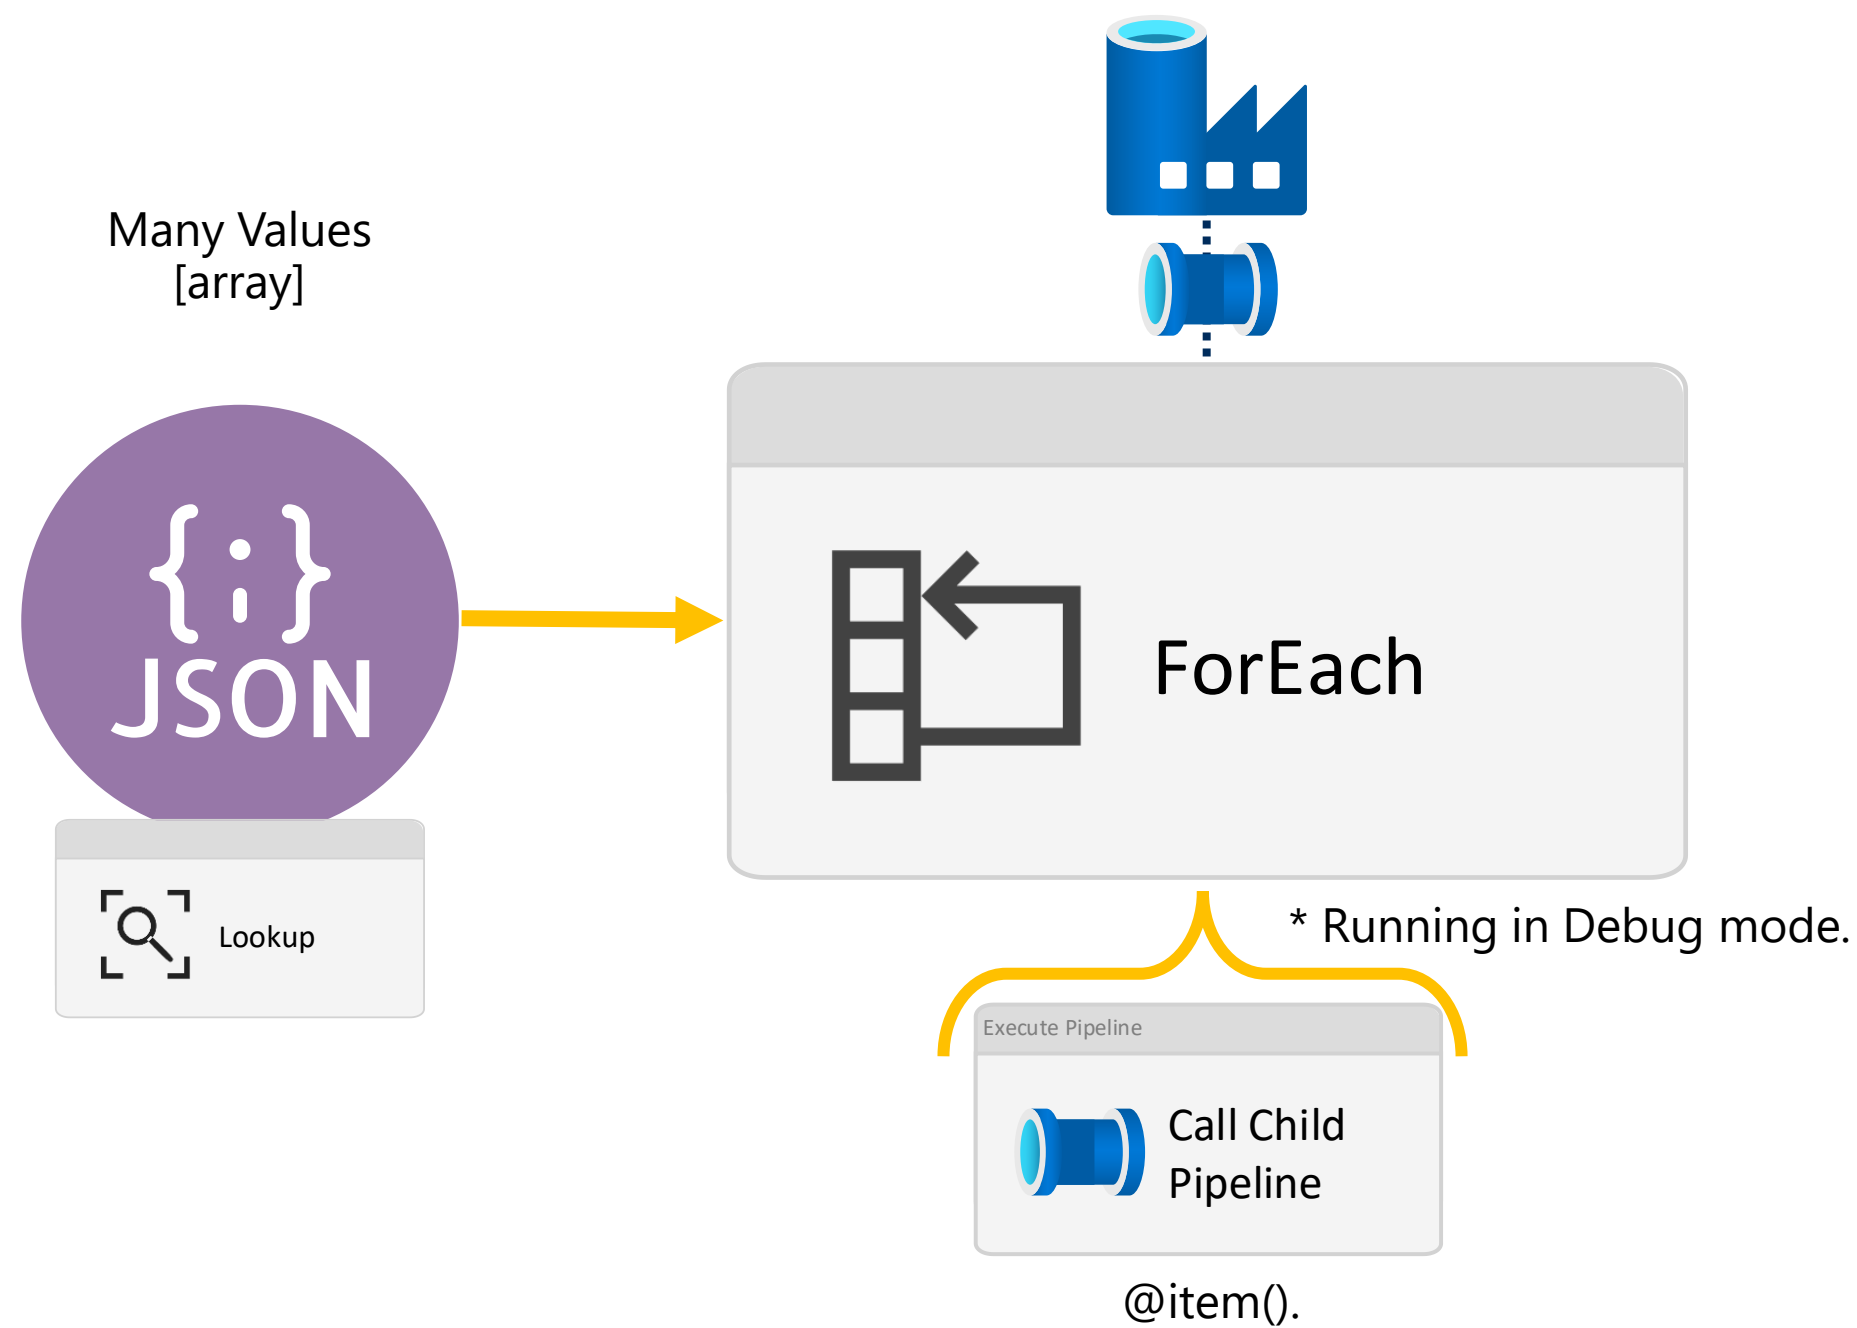 Many Values
[array]
{;}
JSON
Lookup
ForEach
* Running in Debug mode.
Execute Pipeline
Call Child
Pipeline
@item().